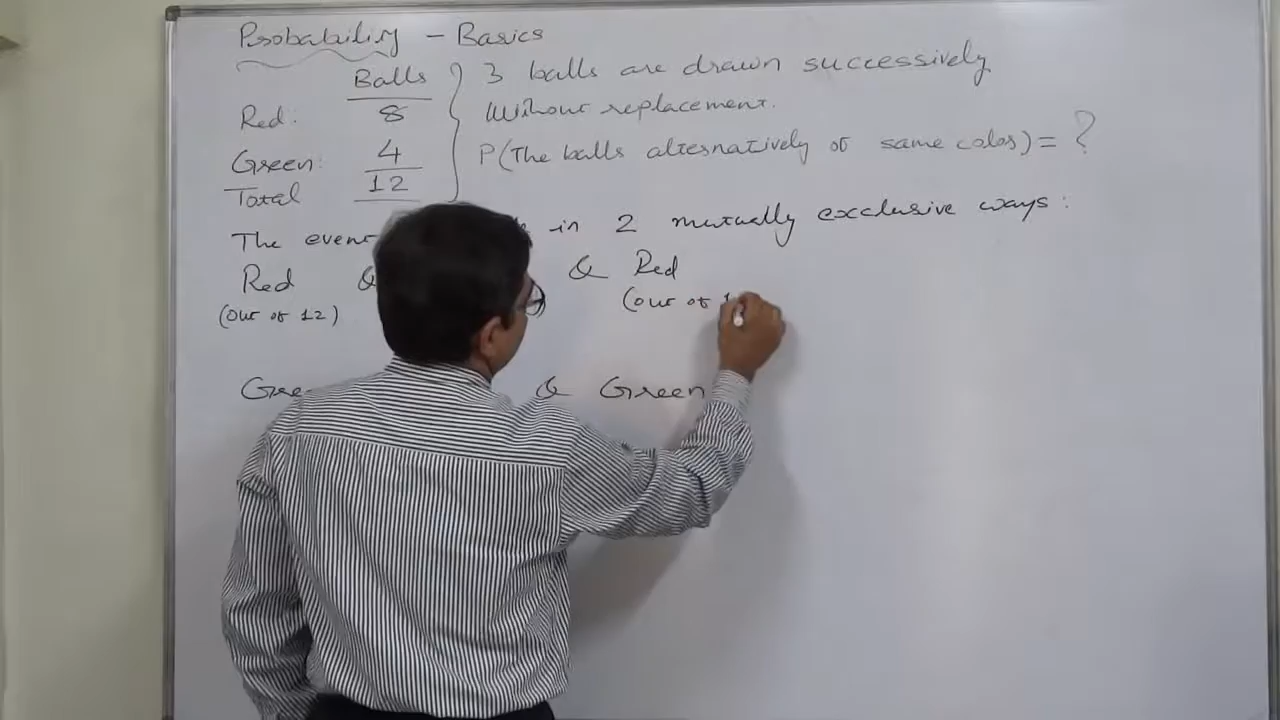 Probability - Basics
Balls
3 balls are drawn successively
Red: 8
Without replacement.
Green: 4
P(The balls alternatively of same color) = ?
Total 12
The event in 2 mutually exclusive ways:
Red & & Red
(Out of 12) (Out of
& Green